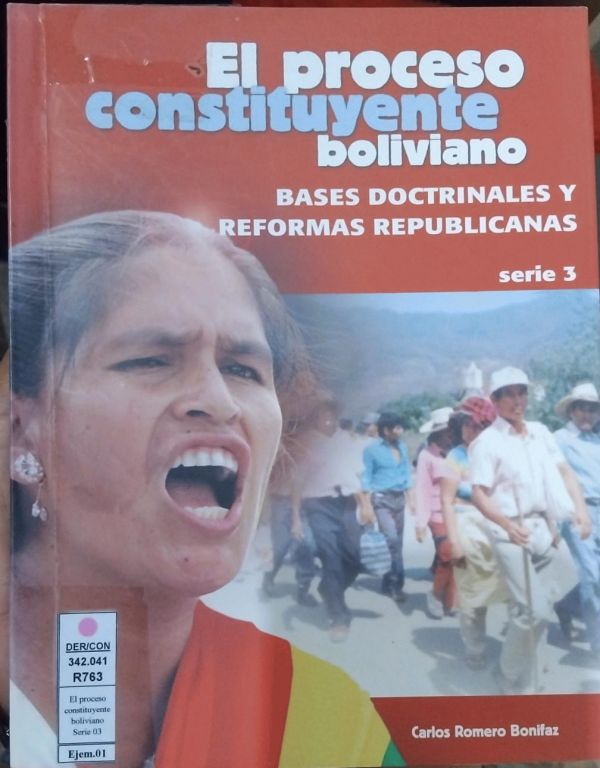 El proceso
constituyente
boliviano
BASES DOCTRINALES Y
REFORMAS REPUBLICANAS
serie 3
DER/CON
342.041
R763
El proceso
constituyente
boliviano
Serie 03
Ejem.01
Carlos Romero Bonifaz